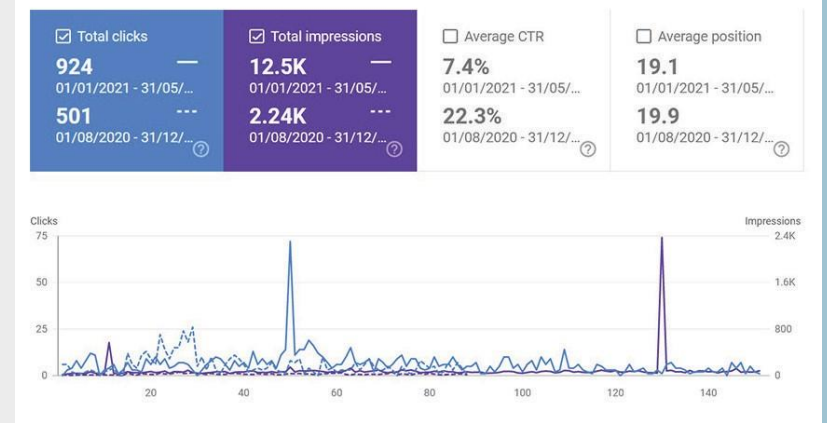 Total clicks
924
01/01/2021 - 31/05/...
501
01/08/2020 - 31/12/...
Total impressions
12.5K
01/01/2021 - 31/05/...
2.24K
01/08/2020 - 31/12/...
Average CTR
7.4%
01/01/2021 - 31/05/...
22.3%
01/08/2020 - 31/12/...
Average position
19.1
01/01/2021 - 31/05/...
19.9
01/08/2020 - 31/12/...
Clicks
Impressions
75
2.4K
50
1.6K
25
800
0
0
20 40 60 80 100 120 140